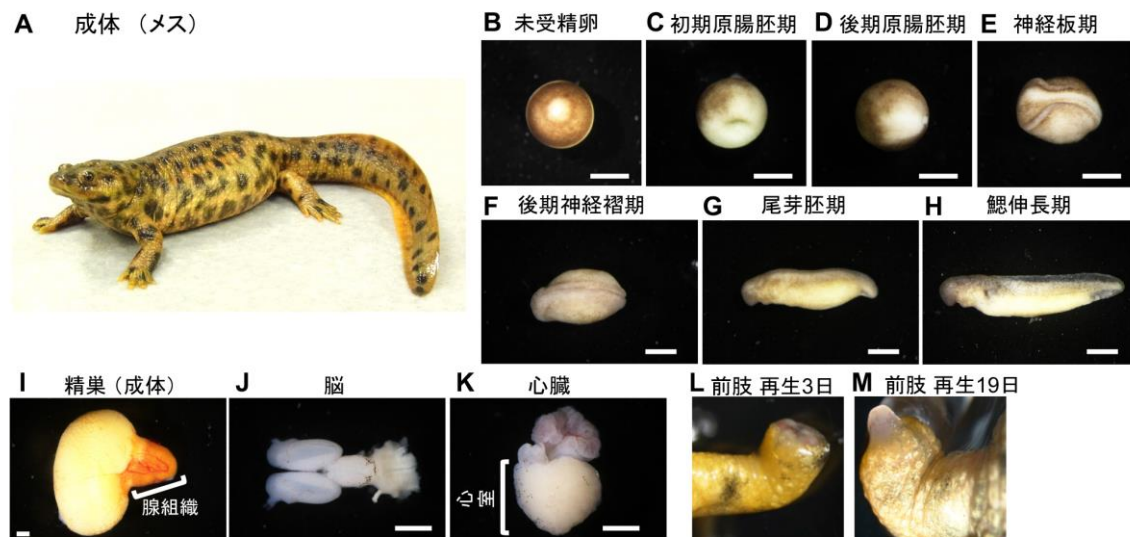 A 成体 （メス）
B 未受精卵
C 初期原腸胚期
D 後期原腸胚期
E 神経板期
F 後期神経褶期
G 尾芽胚期
H 鰓伸長期
I 精巣（成体）
腺組織
J 脳
K 心臓
心室
L 前肢 再生3日
M 前肢 再生19日